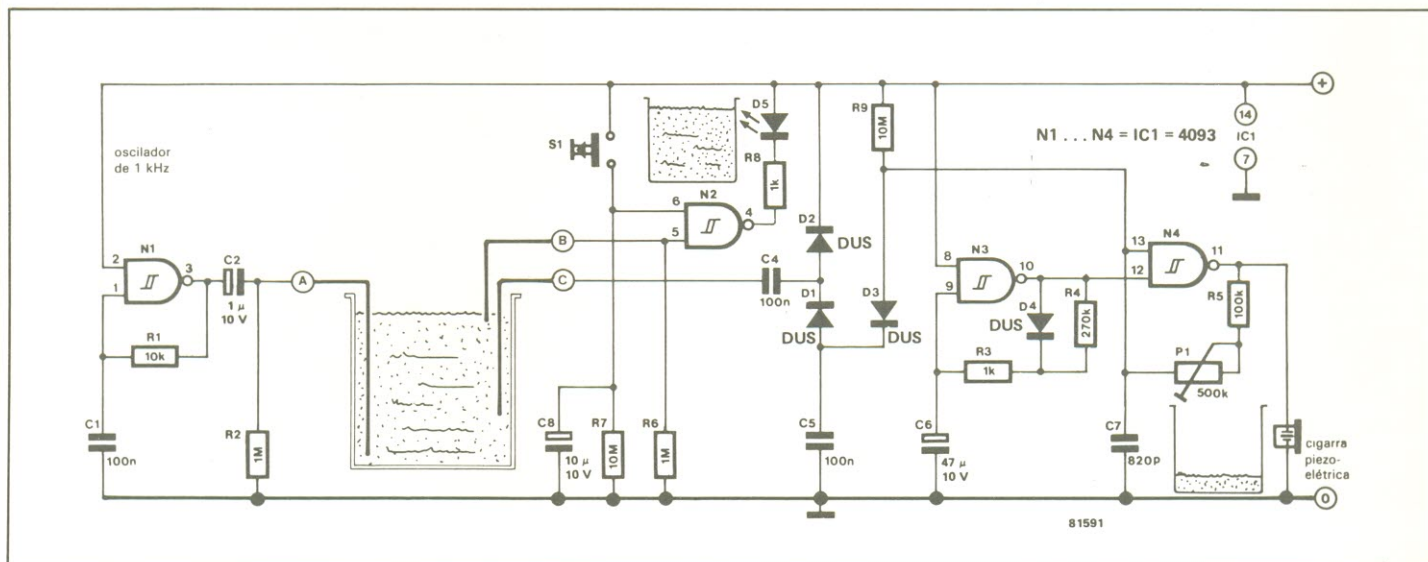 oscilador
de 1 kHz
N1
2
1
3
C2
1 μ
10 V
A
R1
10k
C1
100n
R2
1M
S1
D5
R8
1k
N2
6
5
4
B
C
C4
100n
D2
DUS
D1
DUS
D3
DUS
R9
10M
C8
10 μ
10 V
R7
10M
R6
1M
C5
100n
N1 . . . N4 = IC1 = 4093
+
14
IC1
7
N3
8
9
10
D4
DUS
R4
270k
R3
1k
C6
47 μ
10 V
N4
13
12
11
R5
100k
P1
500k
C7
820p
cigarra
piezo-
elétrica
0
81591